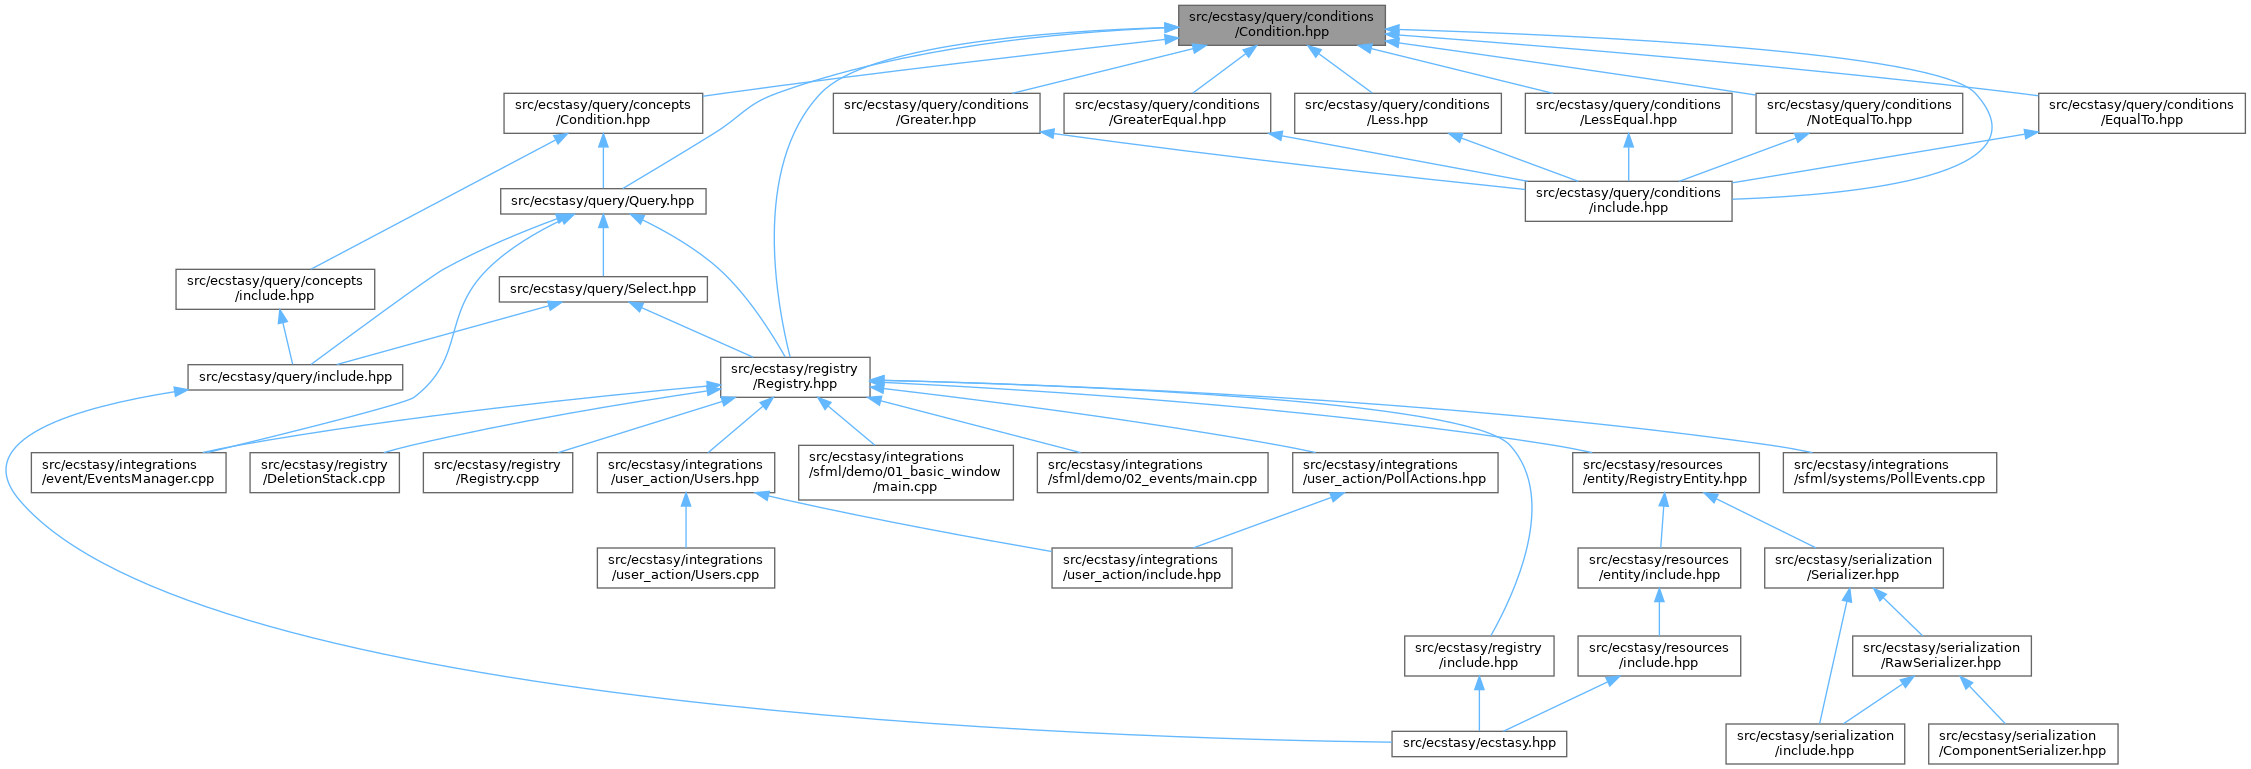 src/ecstasy/query/conditions
/Condition.hpp
src/ecstasy/query/concepts
/Condition.hpp
src/ecstasy/query/conditions
/Greater.hpp
src/ecstasy/query/conditions
/GreaterEqual.hpp
src/ecstasy/query/conditions
/Less.hpp
src/ecstasy/query/conditions
/LessEqual.hpp
src/ecstasy/query/conditions
/NotEqualTo.hpp
src/ecstasy/query/conditions
/EqualTo.hpp
src/ecstasy/query/Query.hpp
src/ecstasy/query/conditions
/include.hpp
src/ecstasy/query/concepts
/include.hpp
src/ecstasy/query/Select.hpp
src/ecstasy/query/include.hpp
src/ecstasy/registry
/Registry.hpp
src/ecstasy/integrations
/event/EventsManager.cpp
src/ecstasy/registry
/DeletionStack.cpp
src/ecstasy/registry
/Registry.cpp
src/ecstasy/integrations
/user_action/Users.hpp
src/ecstasy/integrations
/sfml/demo/01_basic_window
/main.cpp
src/ecstasy/integrations
/sfml/demo/02_events/main.cpp
src/ecstasy/integrations
/user_action/PollActions.hpp
src/ecstasy/resources
/entity/RegistryEntity.hpp
src/ecstasy/integrations
/sfml/systems/PollEvents.cpp
src/ecstasy/integrations
/user_action/Users.cpp
src/ecstasy/integrations
/user_action/include.hpp
src/ecstasy/resources
/entity/include.hpp
src/ecstasy/serialization
/Serializer.hpp
src/ecstasy/registry
/include.hpp
src/ecstasy/resources
/include.hpp
src/ecstasy/serialization
/RawSerializer.hpp
src/ecstasy/ecstasy.hpp
src/ecstasy/serialization
/include.hpp
src/ecstasy/serialization
/ComponentSerializer.hpp